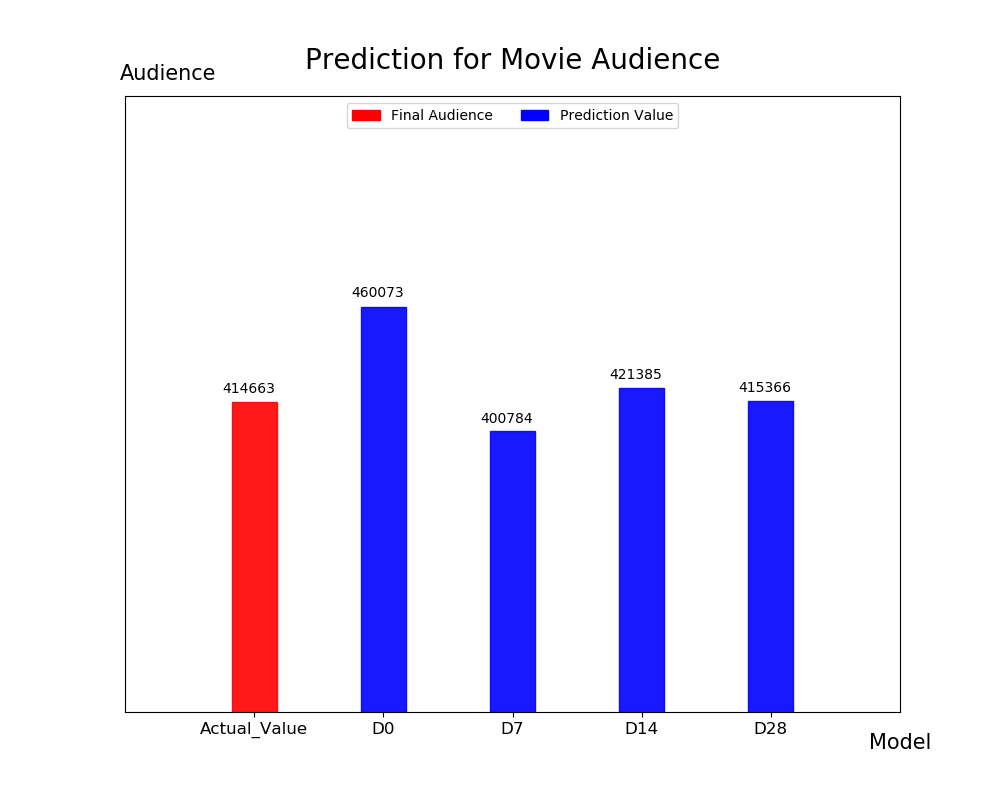 Prediction for Movie Audience
Audience
Final Audience Prediction Value
460073
414663
400784
421385
415366
Actual_Value D0 D7 D14 D28
Model